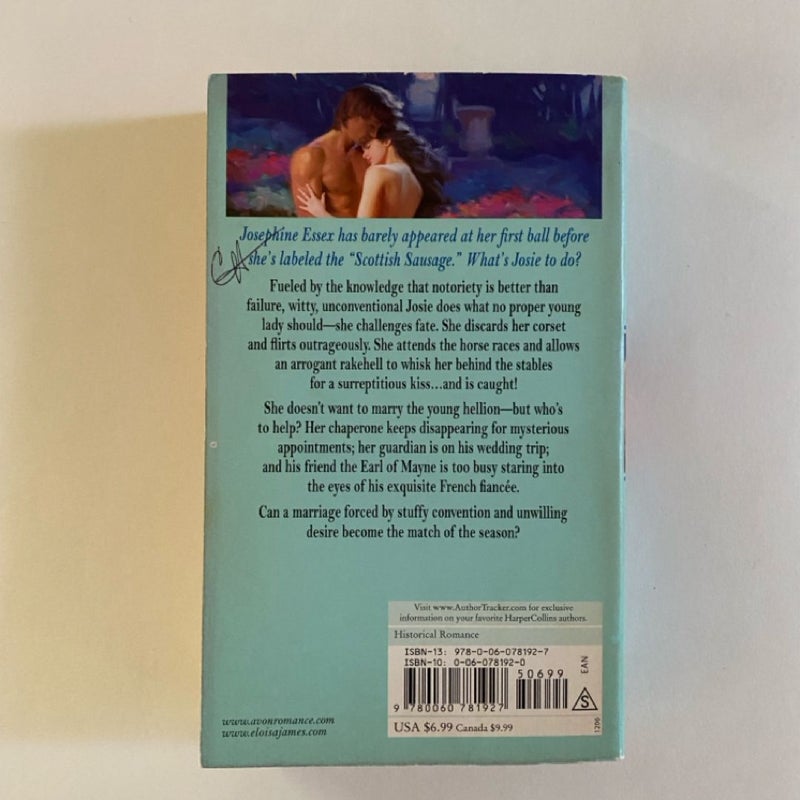 Josephine Essex has barely appeared at her first ball before
she's labeled the "Scottish Sausage." What's Josie to do?
Fueled by the knowledge that notoriety is better than
failure, witty, unconventional Josie does what no proper young
lady should—she challenges fate. She discards her corset
and flirts outrageously. She attends the horse races and allows
an arrogant rakehell to whisk her behind the stables
for a surreptitious kiss...and is caught!
She doesn't want to marry the young hellion—but who's
to help? Her chaperone keeps disappearing for mysterious
appointments; her guardian is on his wedding trip;
and his friend the Earl of Mayne is too busy staring into
the eyes of his exquisite French fiancée.
Can a marriage forced by stuffy convention and unwilling
desire become the match of the season?
Visit www.AuthorTracker.com for exclusive
information on your favorite HarperCollins authors.
Historical Romance
ISBN-13: 978-0-06-078192-7
ISBN-10: 0-06-078192-0
50699
EAN
9 780060 781927
S
1206
USA $6.99 Canada $9.99
www.avonromance.com
www.eloisajames.com